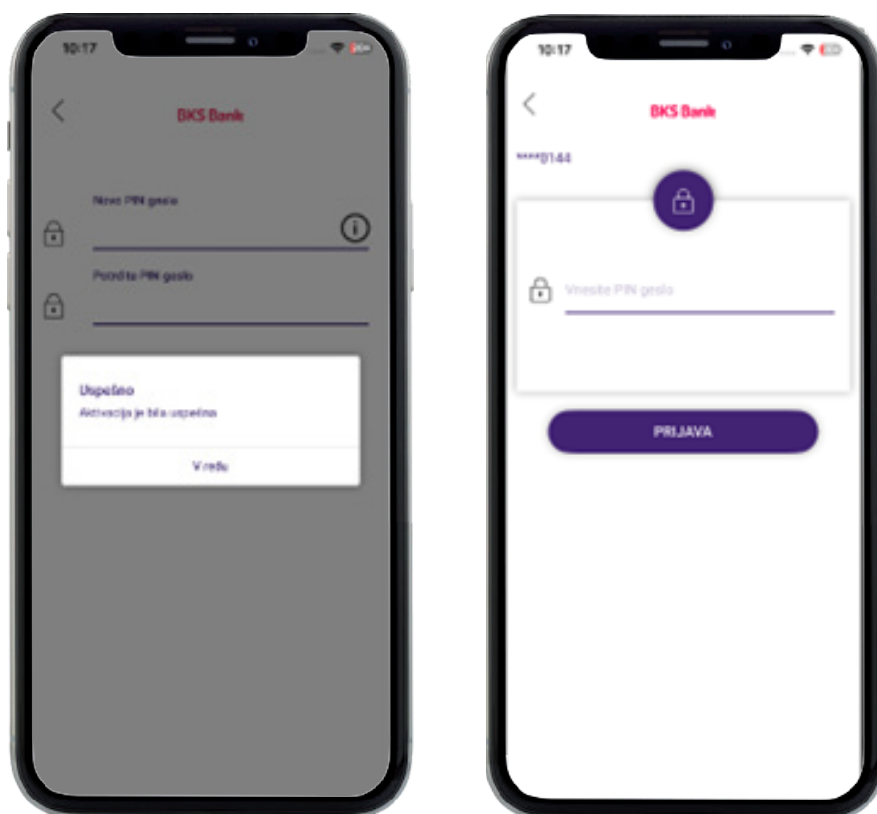 10:17
BKS Bank
Novo PIN geslo
Potrdite PIN geslo
Uspešno
Aktivacija je bila uspešna
V redu
10:17
BKS Bank
****0144
Vnesite PIN geslo
PRIJAVA